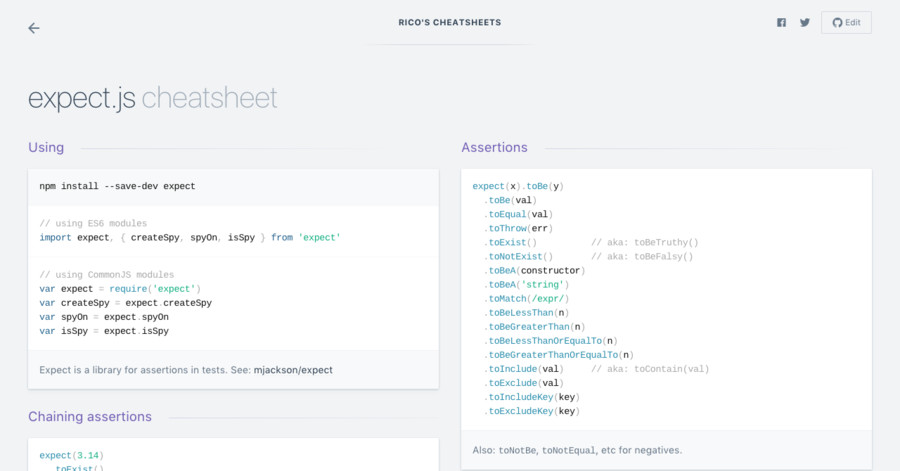 RICO'S CHEATSHEETS
Edit
expect.js cheatsheet
Using
npm install --save-dev expect
// using ES6 modules
import expect, { createSpy, spyOn, isSpy } from 'expect'
// using CommonJS modules
var expect = require('expect')
var createSpy = expect.createSpy
var spyOn = expect.spyOn
var isSpy = expect.isSpy
Expect is a library for assertions in tests. See: mjackson/expect
Chaining assertions
expect(3.14)
  .toExist()
Assertions
expect(x).toBe(y)
  .toBe(val)
  .toEqual(val)
  .toThrow(err)
  .toExist()          // aka: toBeTruthy()
  .toNotExist()       // aka: toBeFalsy()
  .toBeA(constructor)
  .toBeA('string')
  .toMatch(/expr/)
  .toBeLessThan(n)
  .toBeGreaterThan(n)
  .toBeLessThanOrEqualTo(n)
  .toBeGreaterThanOrEqualTo(n)
  .toInclude(val)     // aka: toContain(val)
  .toExclude(val)
  .toIncludeKey(key)
  .toExcludeKey(key)
Also: toNotBe, toNotEqual, etc for negatives.